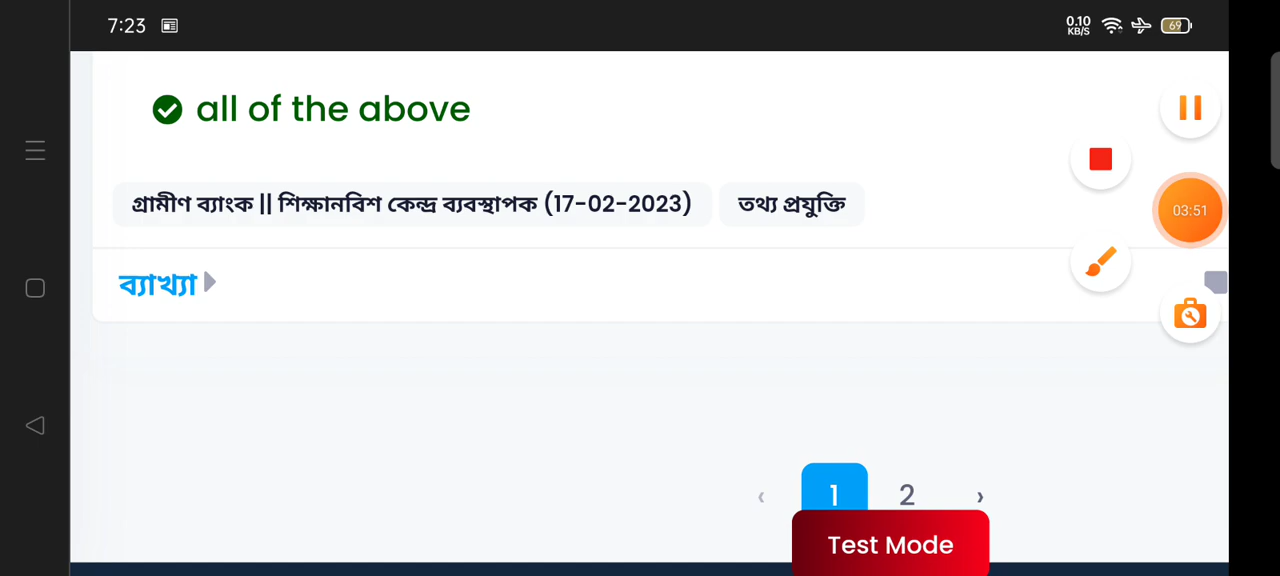 7:23
0.10
KB/S
69
all of the above
গ্রামীণ ব্যাংক || শিক্ষানবিশ কেন্দ্র ব্যবস্থাপক (17-02-2023)
তথ্য প্রযুক্তি
03:51
ব্যাখ্যা
‹ 1 2 ›
Test Mode